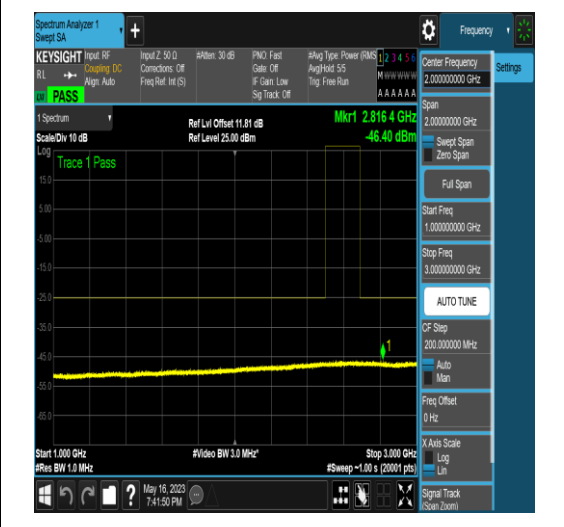 Spectrum Analyzer 1
Swept SA
+
Frequency
KEYSIGHT
Input: RF
Coupling: DC
Align: Auto
RL
PASS
Input Z: 50 Ω
Corrections: Off
Freq Ref: Int (S)
#Atten: 30 dB
PNO: Fast
Gate: Off
IF Gain: Low
Sig Track: Off
#Avg Type: Power (RMS
Avg|Hold: 5/5
Trig: Free Run
1 2 3 4 5 6
M W W W W W
A A A A A A
1 Spectrum
Scale/Div 10 dB
Ref Lvl Offset 11.81 dB
Ref Level 25.00 dBm
Mkr1 2.816 4 GHz
-46.40 dBm
Log
Trace 1 Pass
15.0
5.00
-5.00
-15.0
-25.0
-35.0
-45.0
-55.0
-65.0
1
Start 1.000 GHz
#Res BW 1.0 MHz
#Video BW 3.0 MHz*
Stop 3.000 GHz
#Sweep ~1.00 s (20001 pts)
?
May 16, 2023
7:41:50 PM
Center Frequency
2.000000000 GHz
Settings
Span
2.00000000 GHz
Swept Span
Zero Span
Full Span
Start Freq
1.000000000 GHz
Stop Freq
3.000000000 GHz
AUTO TUNE
CF Step
200.000000 MHz
Auto
Man
Freq Offset
0 Hz
X Axis Scale
Log
Lin
Signal Track
(Span Zoom)